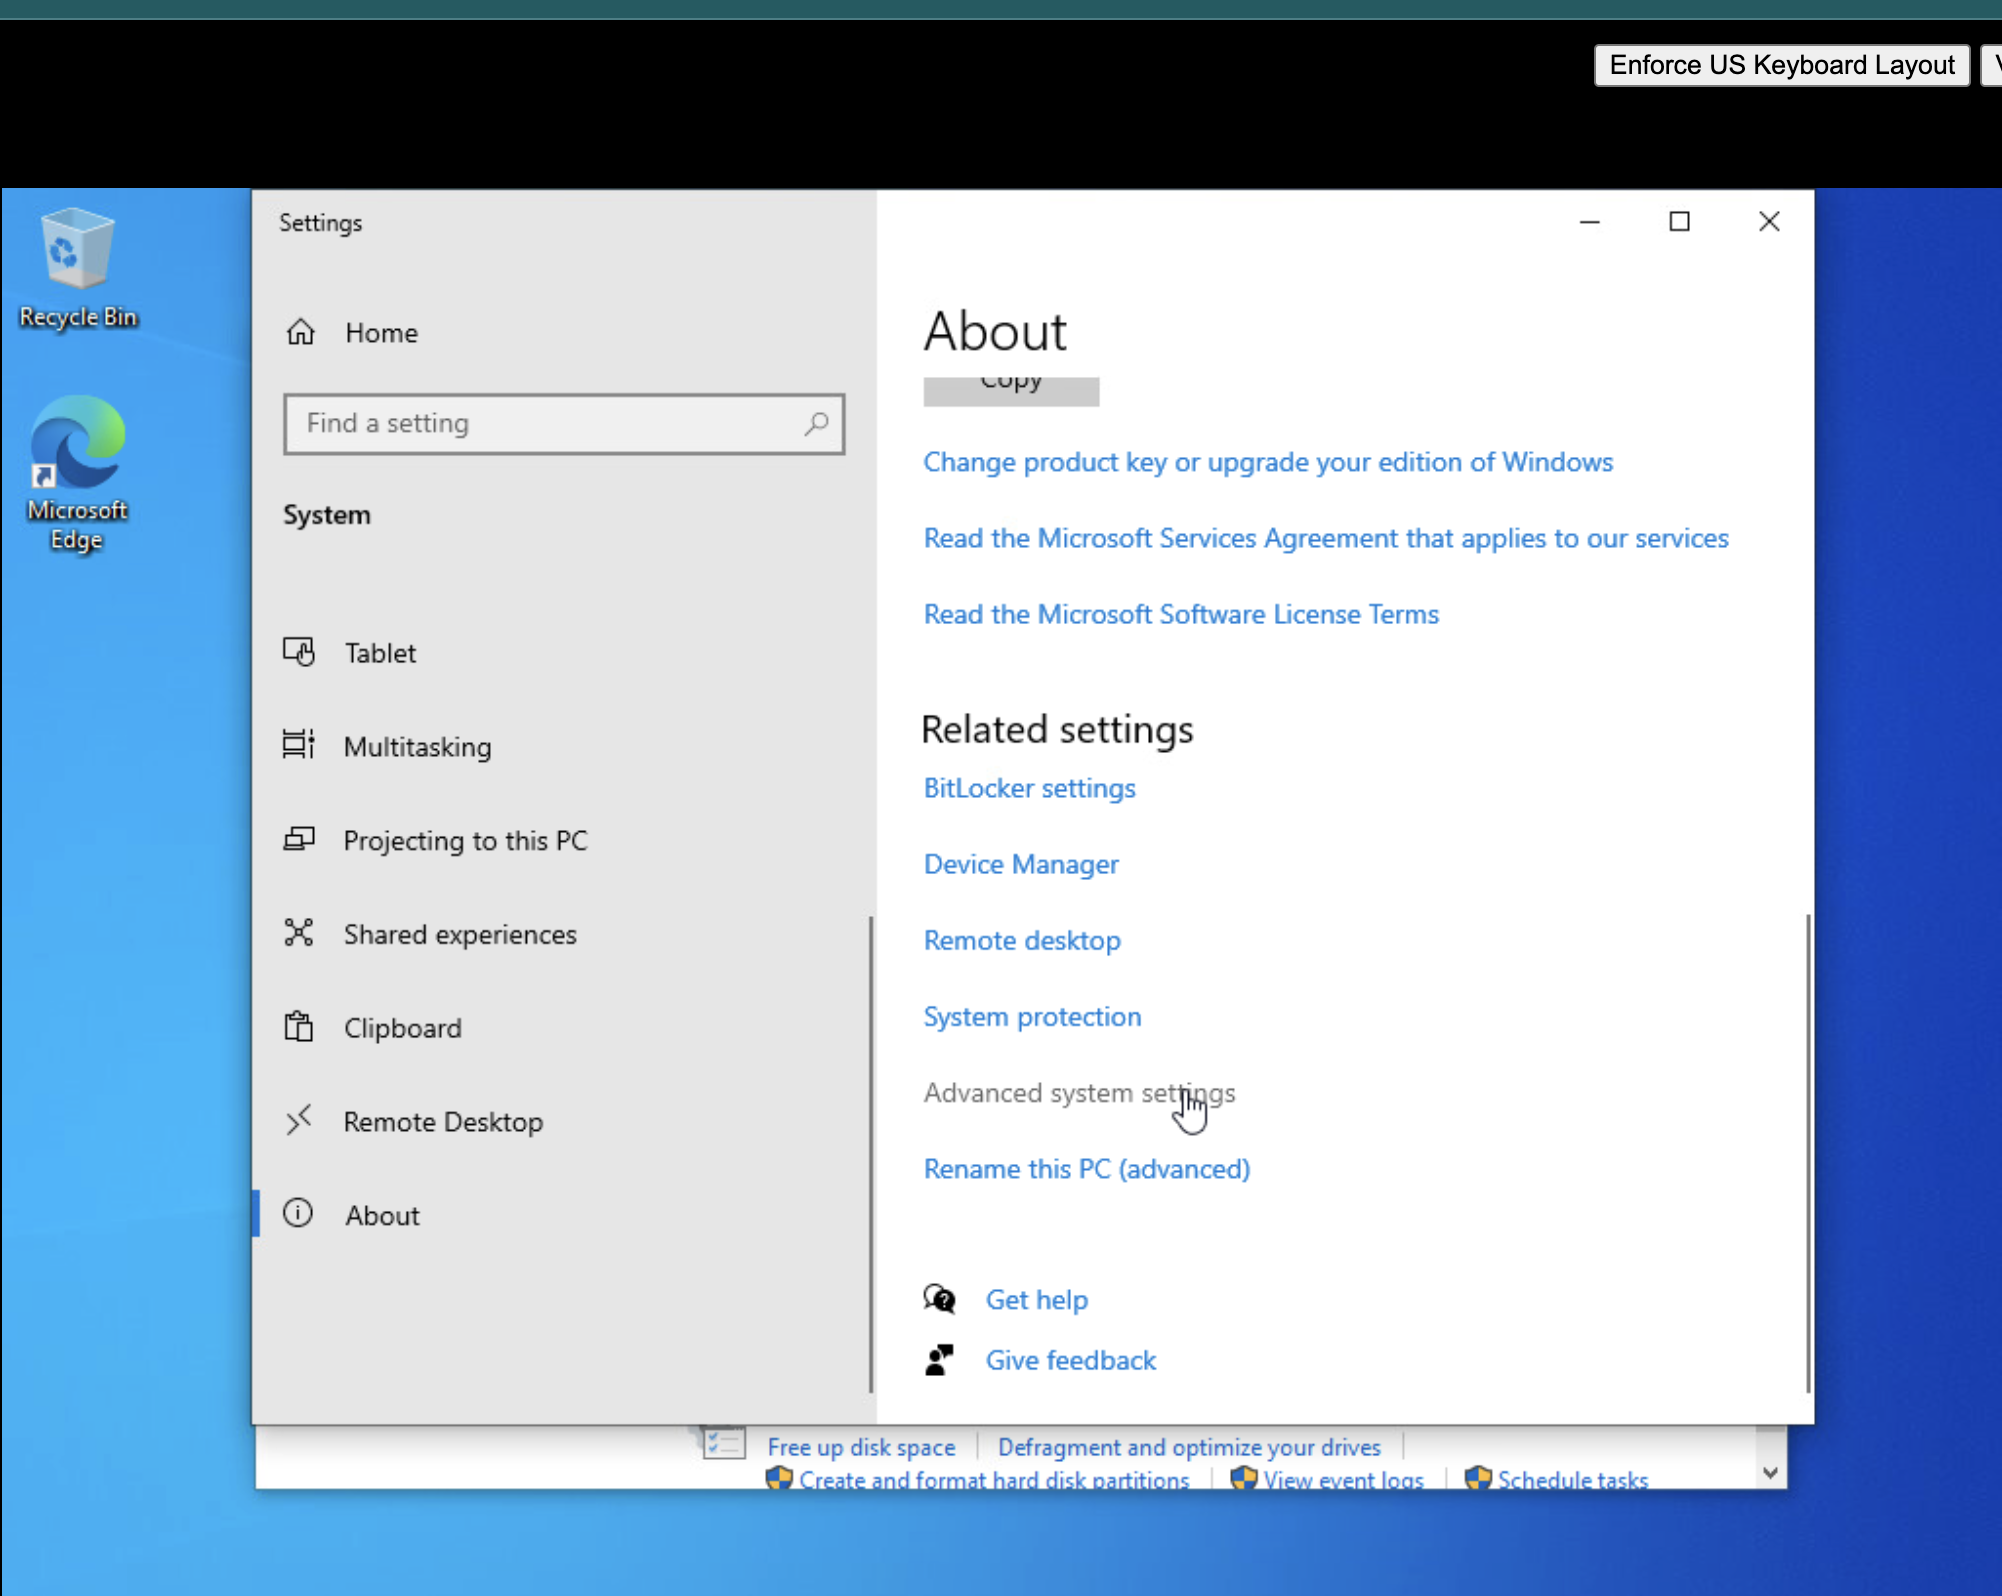 Enforce US Keyboard Layout
Recycle Bin
Microsoft
Edge
Settings
Home
Find a setting
System
Tablet
Multitasking
Projecting to this PC
Shared experiences
Clipboard
Remote Desktop
About
About
Copy
Change product key or upgrade your edition of Windows
Read the Microsoft Services Agreement that applies to our services
Read the Microsoft Software License Terms
Related settings
BitLocker settings
Device Manager
Remote desktop
System protection
Advanced system settings
Rename this PC (advanced)
Get help
Give feedback
Free up disk space Defragment and optimize your drives
Create and format hard disk partitions View event logs Schedule tasks